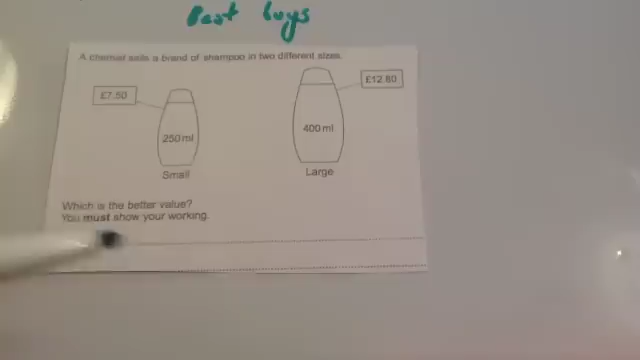 Best buys
A chemist sells a brand of shampoo in two different sizes.
£7.50
£12.80
250 ml
400 ml
Small
Large
Which is the better value?
You must show your working.